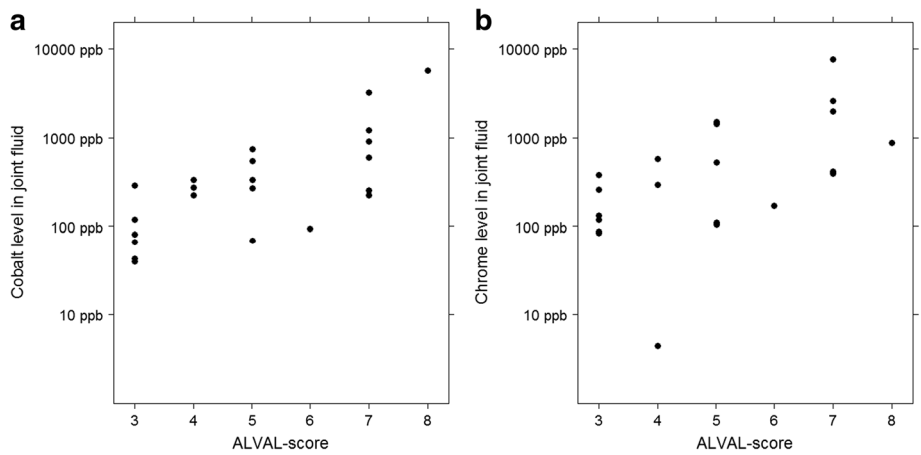 a
10000 ppb
1000 ppb
100 ppb
10 ppb
Cobalt level in joint fluid
3 4 5 6 7 8
ALVAL-score
b
10000 ppb
1000 ppb
100 ppb
10 ppb
Chrome level in joint fluid
3 4 5 6 7 8
ALVAL-score